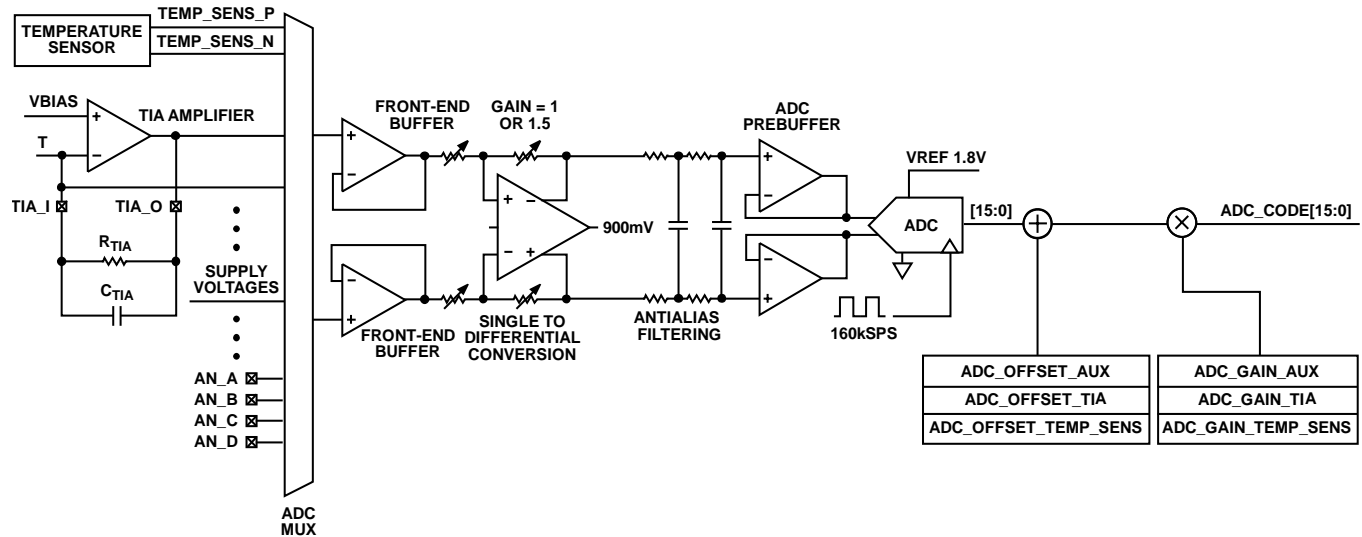 TEMP_SENS_P
TEMPERATURE
SENSOR
TEMP_SENS_N
VBIAS
TIA AMPLIFIER
T
TIA_I
TIA_O
RTIA
CTIA
SUPPLY
VOLTAGES
AN_A
AN_B
AN_C
AN_D
ADC
MUX
FRONT-END
BUFFER
GAIN = 1
OR 1.5
900mV
FRONT-END
BUFFER
SINGLE TO
DIFFERENTIAL
CONVERSION
ANTIALIAS
FILTERING
ADC
PREBUFFER
VREF 1.8V
ADC
160kSPS
[15:0]
ADC_CODE[15:0]
ADC_OFFSET_AUX
ADC_OFFSET_TIA
ADC_OFFSET_TEMP_SENS
ADC_GAIN_AUX
ADC_GAIN_TIA
ADC_GAIN_TEMP_SENS